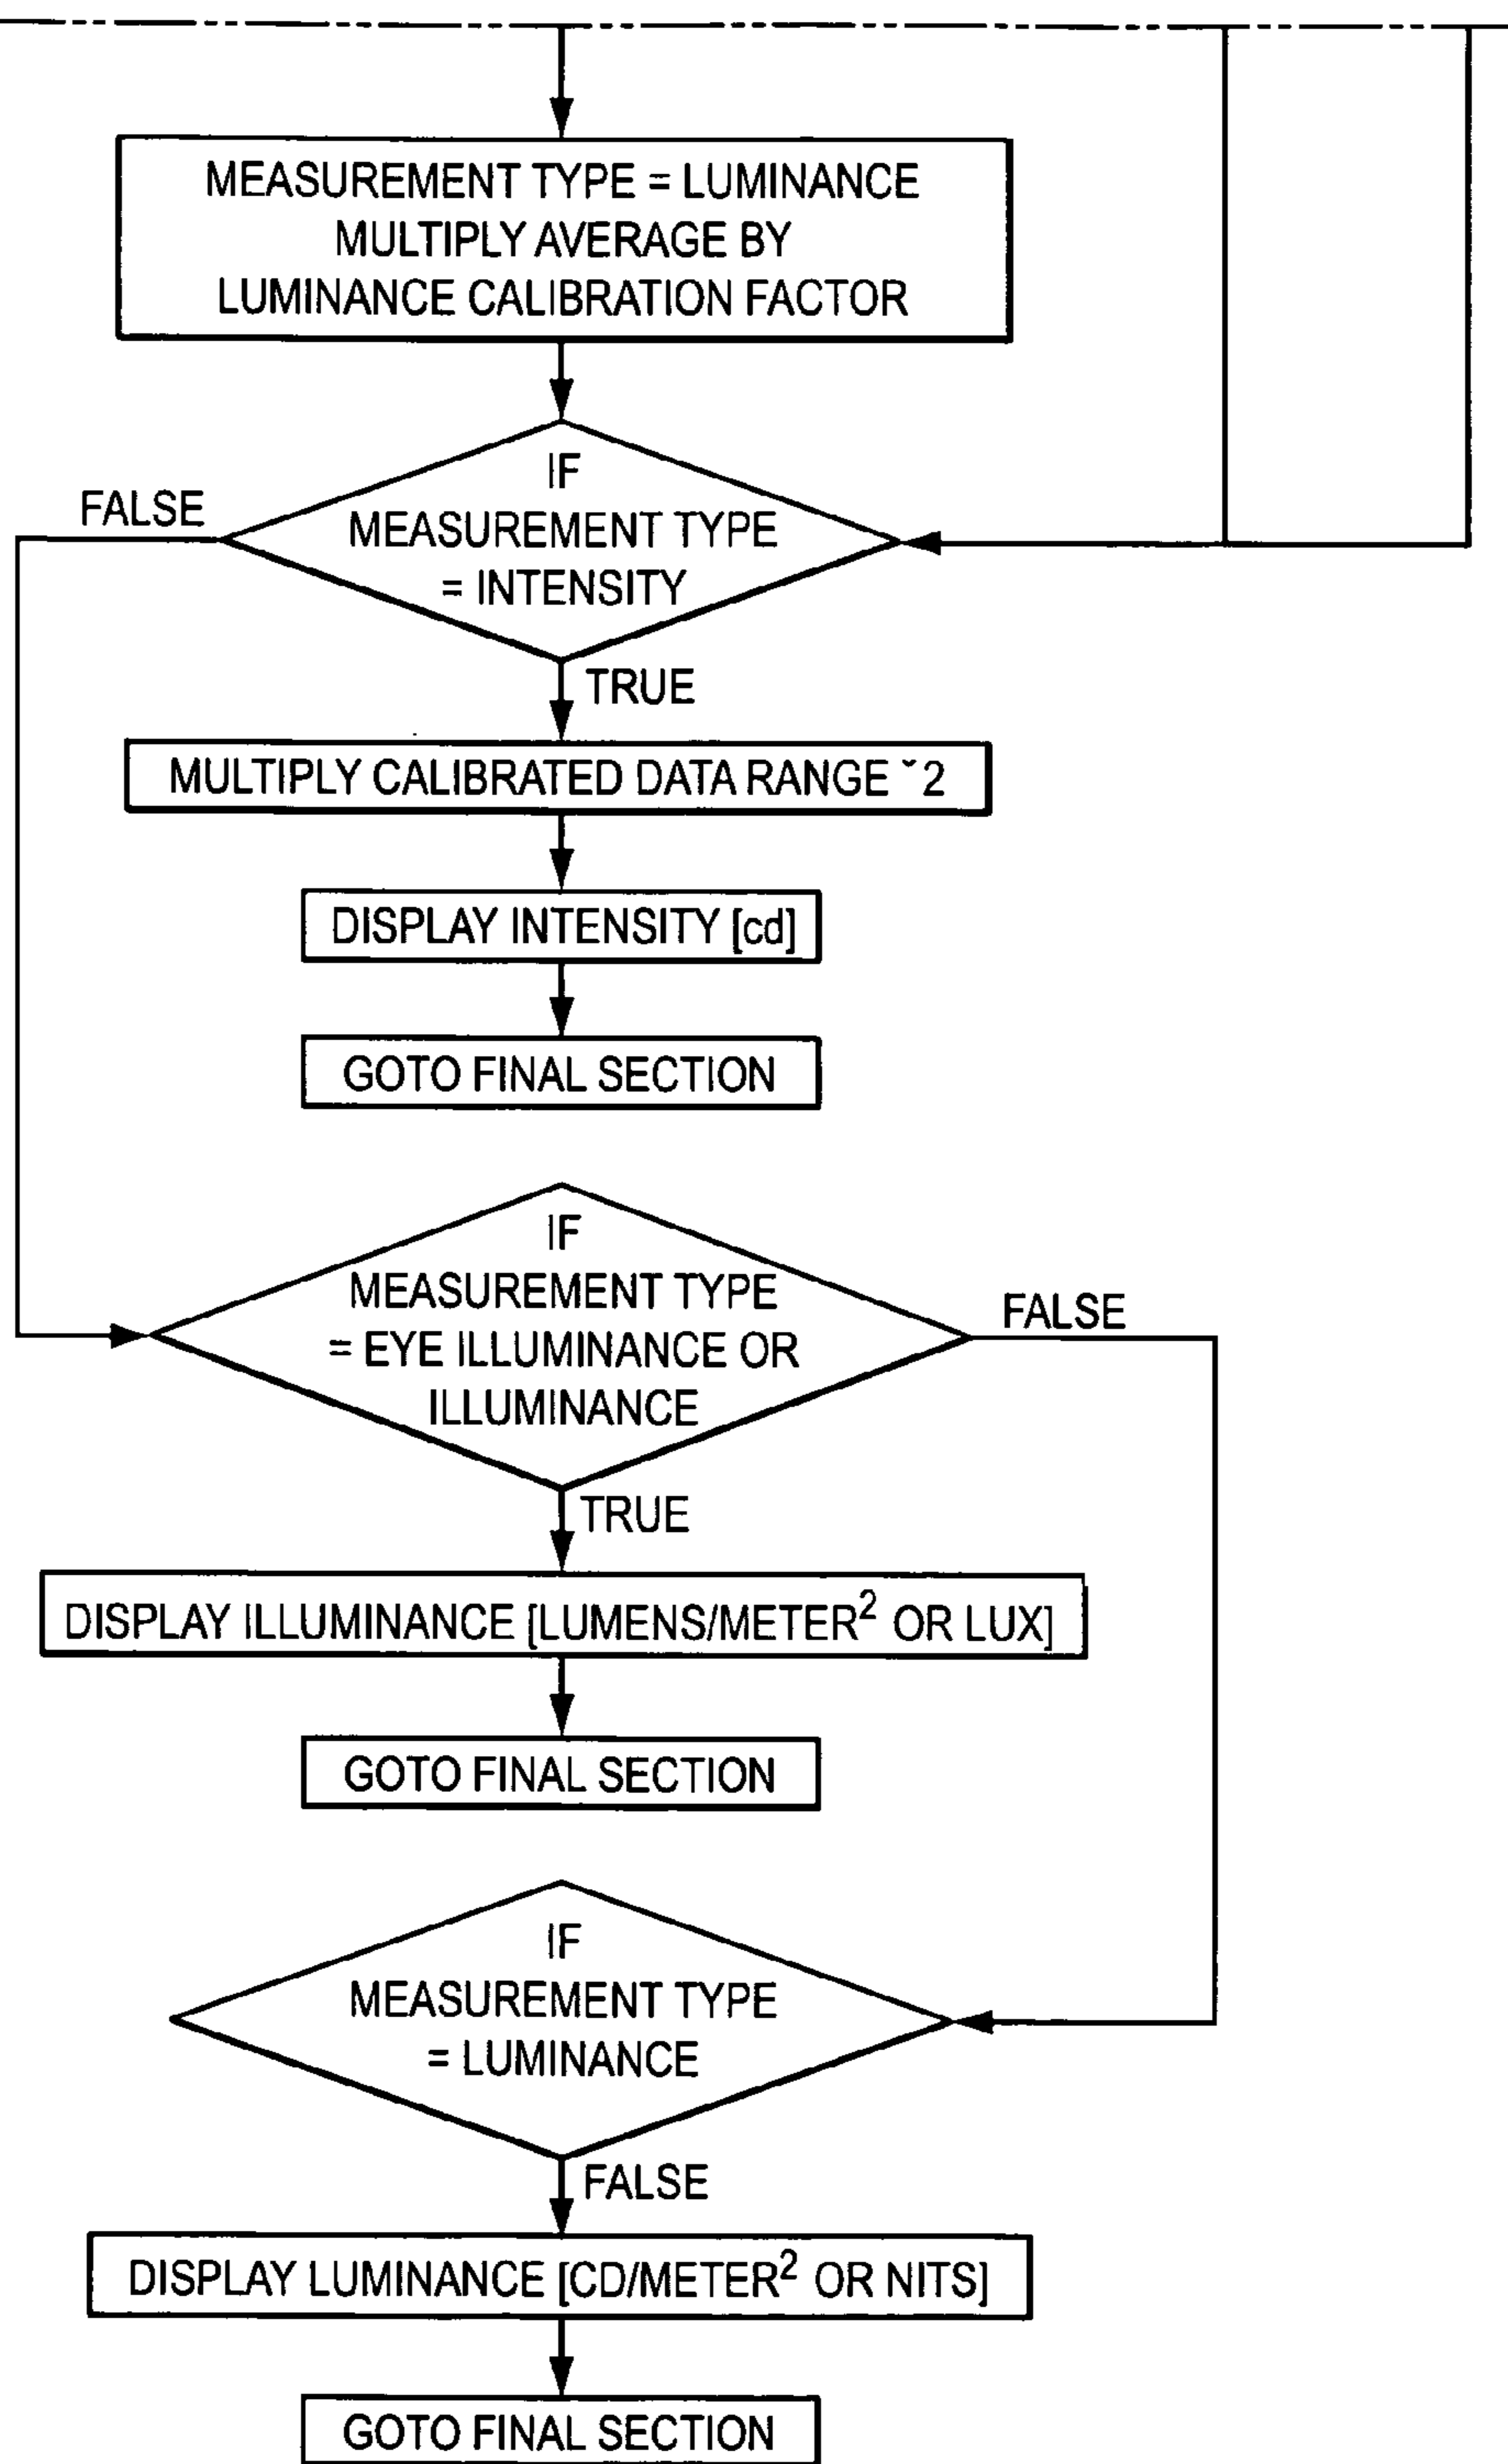 MEASUREMENT TYPE = LUMINANCE
MULTIPLY AVERAGE BY
LUMINANCE CALIBRATION FACTOR
IF
MEASUREMENT TYPE
= INTENSITY
FALSE
TRUE
MULTIPLY CALIBRATED DATA RANGE ˇ2
DISPLAY INTENSITY [cd]
GOTO FINAL SECTION
IF
MEASUREMENT TYPE
= EYE ILLUMINANCE OR
ILLUMINANCE
FALSE
TRUE
DISPLAY ILLUMINANCE [LUMENS/METER² OR LUX]
GOTO FINAL SECTION
IF
MEASUREMENT TYPE
= LUMINANCE
FALSE
DISPLAY LUMINANCE [CD/METER² OR NITS]
GOTO FINAL SECTION